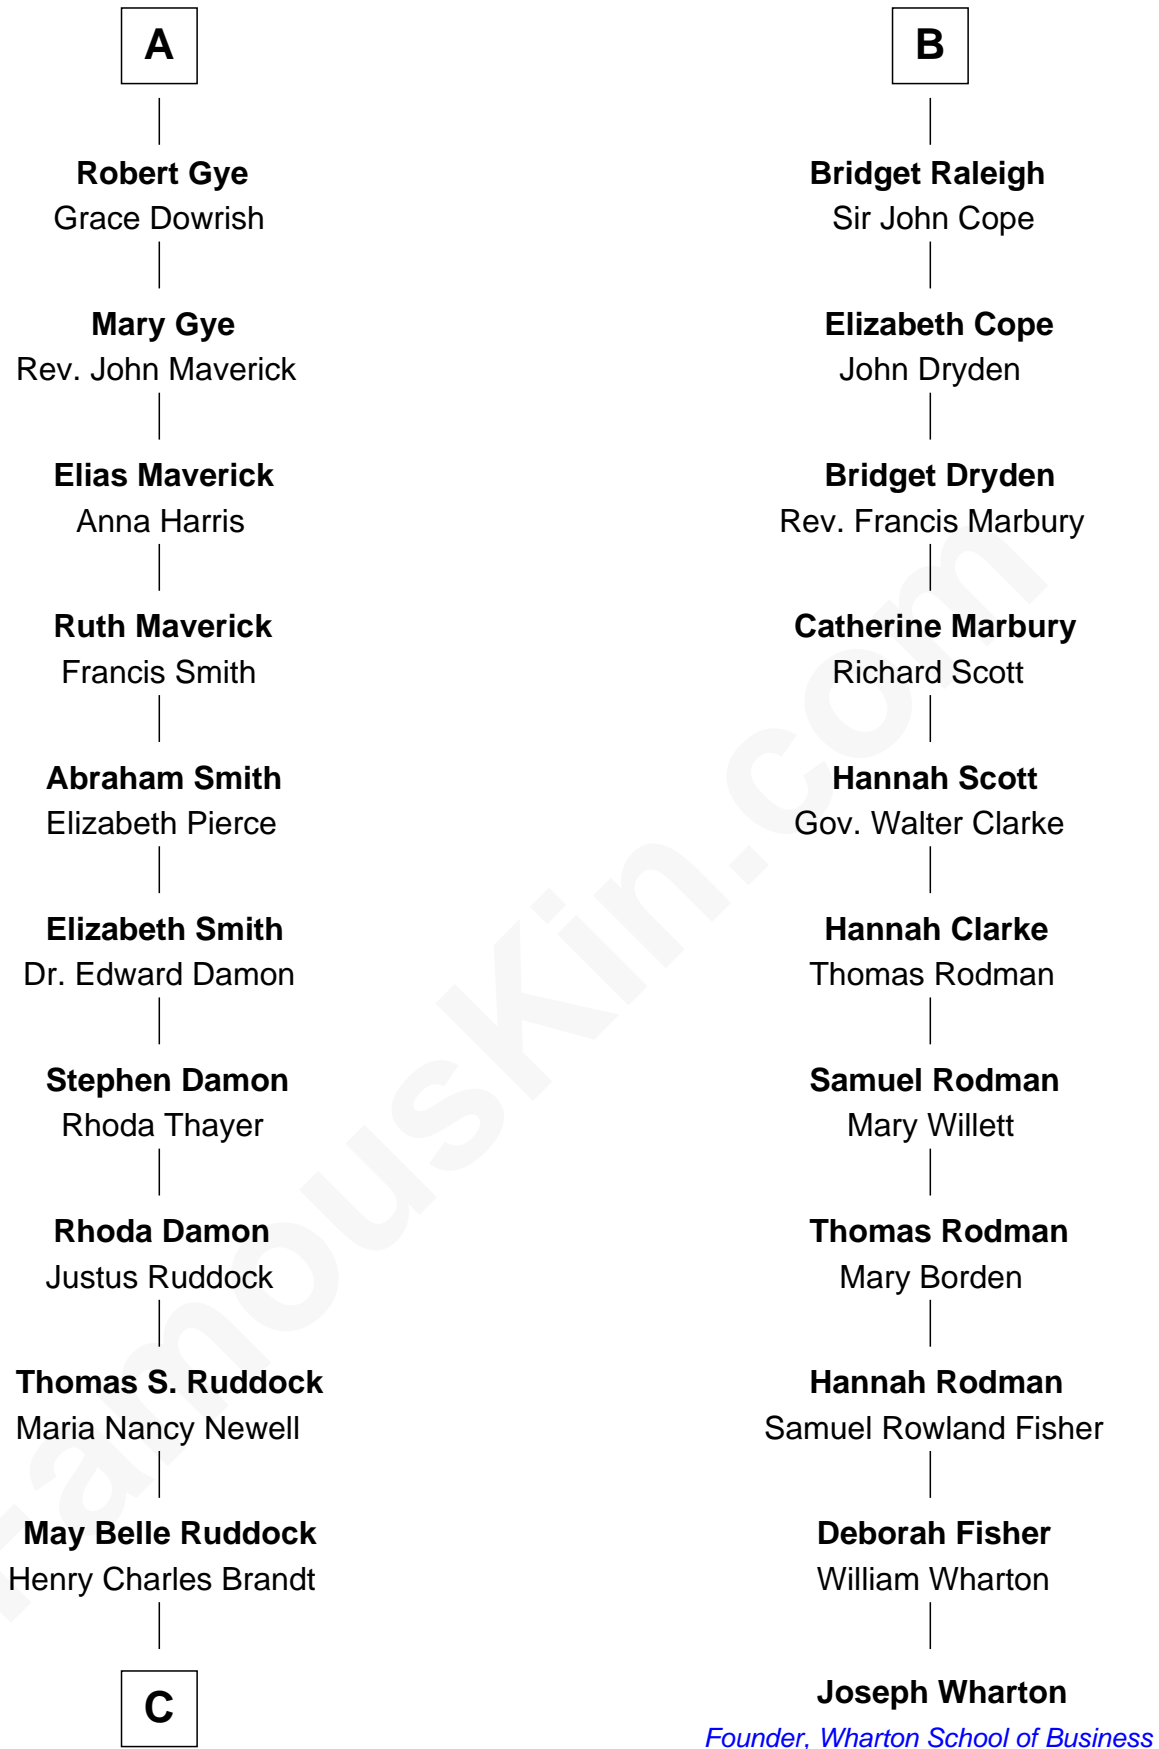 A
Robert Gye
Grace Dowrish
Mary Gye
Rev. John Maverick
Elias Maverick
Anna Harris
Ruth Maverick
Francis Smith
Abraham Smith
Elizabeth Pierce
Elizabeth Smith
Dr. Edward Damon
Stephen Damon
Rhoda Thayer
Rhoda Damon
Justus Ruddock
Thomas S. Ruddock
Maria Nancy Newell
May Belle Ruddock
Henry Charles Brandt
C
B
Bridget Raleigh
Sir John Cope
Elizabeth Cope
John Dryden
Bridget Dryden
Rev. Francis Marbury
Catherine Marbury
Richard Scott
Hannah Scott
Gov. Walter Clarke
Hannah Clarke
Thomas Rodman
Samuel Rodman
Mary Willett
Thomas Rodman
Mary Borden
Hannah Rodman
Samuel Rowland Fisher
Deborah Fisher
William Wharton
Joseph Wharton
Founder, Wharton School of Business
FamousKin.com